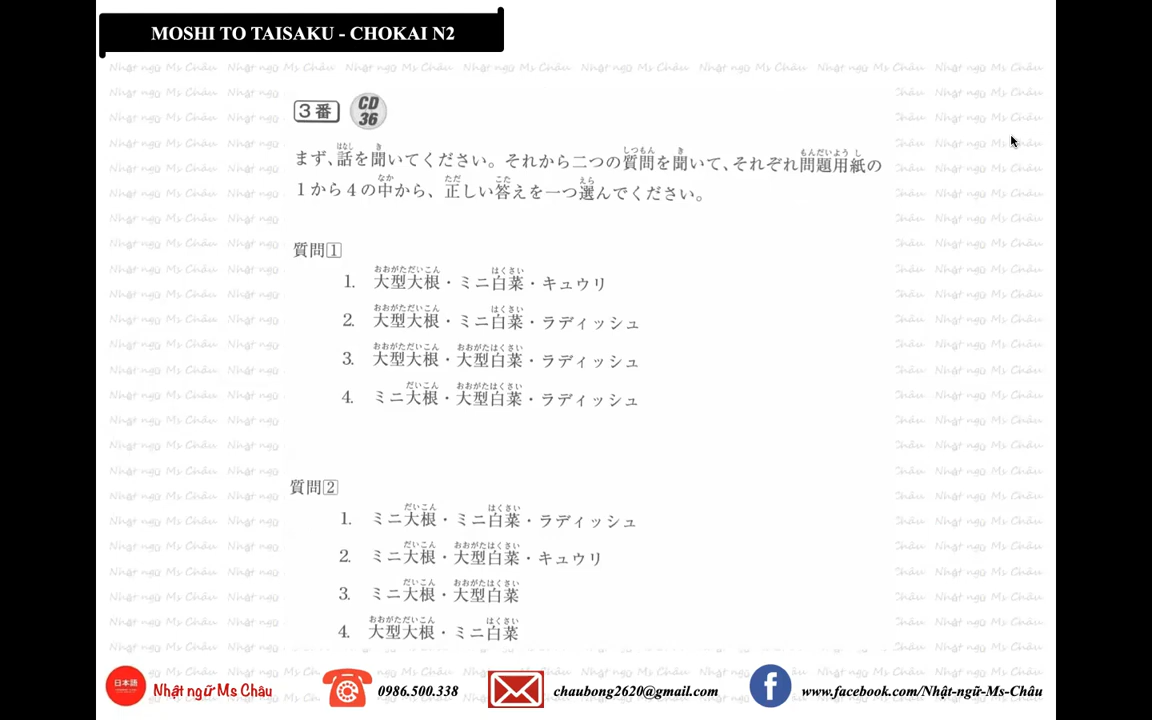 MOSHI TO TAISAKU - CHOKAI N2
3番 CD 36
まず、話を聞いてください。それから二つの質問を聞いて、それぞれ問題用紙の
1から4の中から、正しい答えを一つ選んでください。
質問1
1. 大型大根・ミニ白菜・キュウリ
2. 大型大根・ミニ白菜・ラディッシュ
3. 大型大根・大型白菜・ラディッシュ
4. ミニ大根・大型白菜・ラディッシュ
質問2
1. ミニ大根・ミニ白菜・ラディッシュ
2. ミニ大根・大型白菜・キュウリ
3. ミニ大根・大型白菜
4. 大型大根・ミニ白菜
日本語 Nhật ngữ Ms Châu 0986.500.338 chaubong2620@gmail.com www.facebook.com/Nhật-ngữ-Ms-Châu